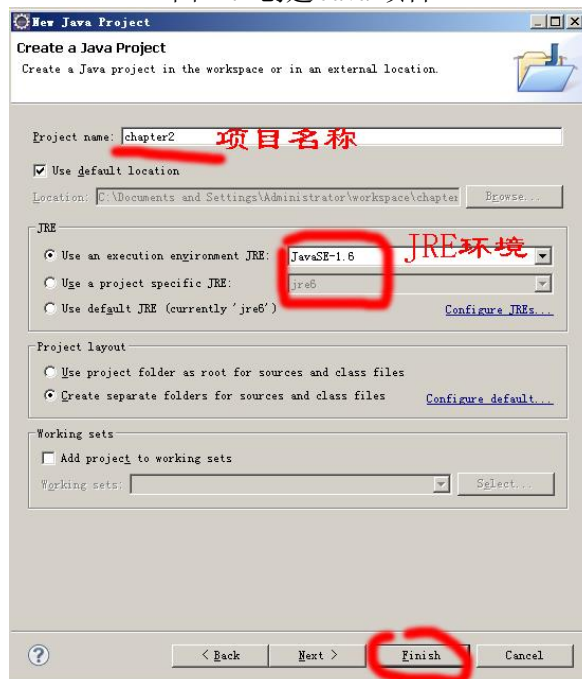 New Java Project
Create a Java Project
Create a Java project in the workspace or in an external location.
Project name: chapter2 项目名称
Use default location
Location: C:\Documents and Settings\Administrator\workspace\chapter Browse...
JRE
Use an execution environment JRE: JavaSE-1.6 JRE环境
Use a project specific JRE: jre6
Use default JRE (currently 'jre6') Configure JREs...
Project layout
Use project folder as root for sources and class files
Create separate folders for sources and class files Configure default...
Working sets
Add project to working sets
Working sets: Select...
? < Back Next > Finish Cancel